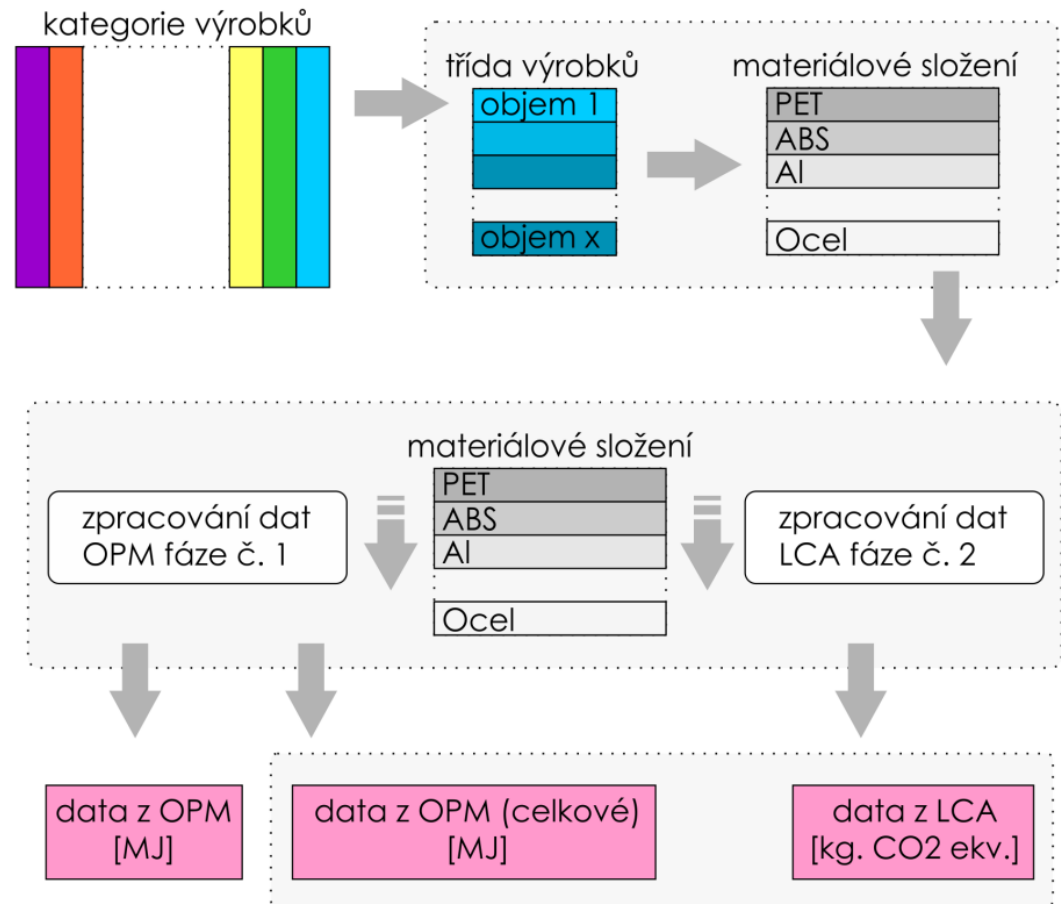 kategorie výrobků
třída výrobků
objem 1
objem x
materiálové složení
PET
ABS
Al
Ocel
materiálové složení
PET
ABS
Al
Ocel
zpracování dat
OPM fáze č. 1
zpracování dat
LCA fáze č. 2
data z OPM
[MJ]
data z OPM (celkové)
[MJ]
data z LCA
[kg. CO2 ekv.]